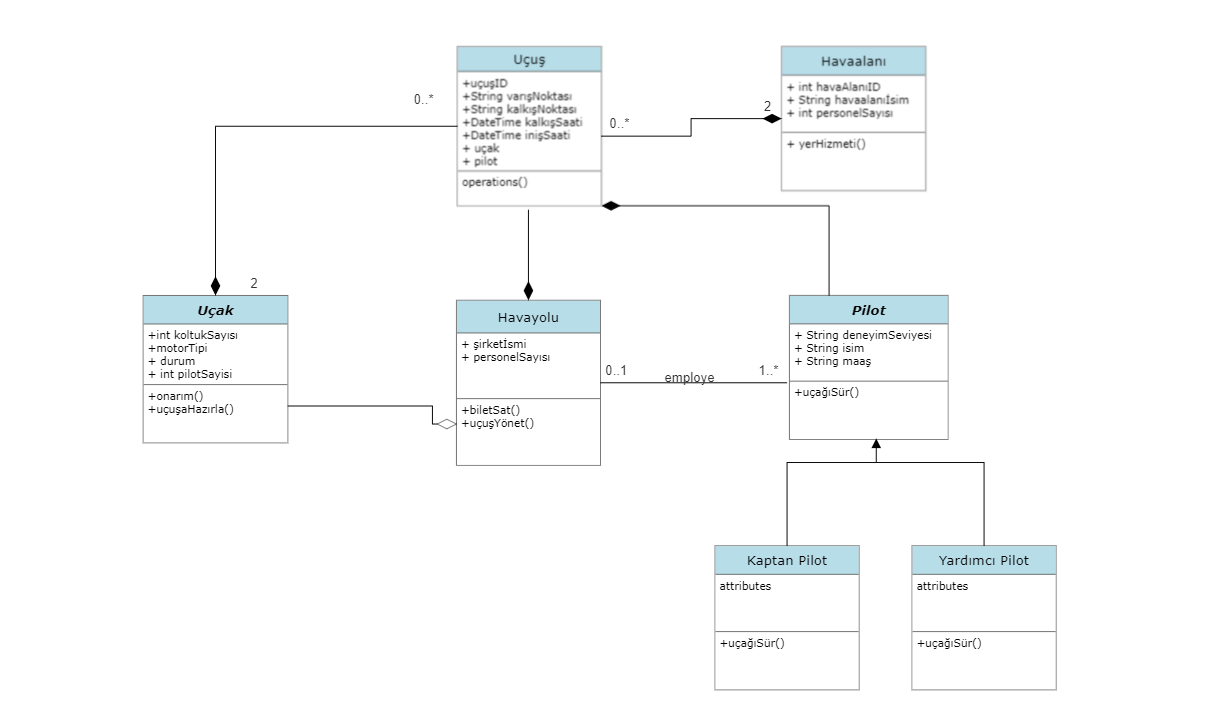 Uçuş
+uçuşID
+String varışNoktası
+String kalkışNoktası
+DateTime kalkışSaati
+DateTime inişSaati
+ uçak
+ pilot
operations()
Havaalanı
+ int havaAlanıID
+ String havaalanıİsim
+ int personelSayısı
+ yerHizmeti()
0..*
0..*
2
2
Uçak
+int koltukSayısı
+motorTipi
+ durum
+ int pilotSayisi
+onarım()
+uçuşaHazırla()
Havayolu
+ şirketİsmi
+ personelSayısı
+biletSat()
+uçuşYönet()
0..1
employe
1..*
Pilot
+ String deneyimSeviyesi
+ String isim
+ String maaş
+uçağıSür()
Kaptan Pilot
attributes
+uçağıSür()
Yardımcı Pilot
attributes
+uçağıSür()